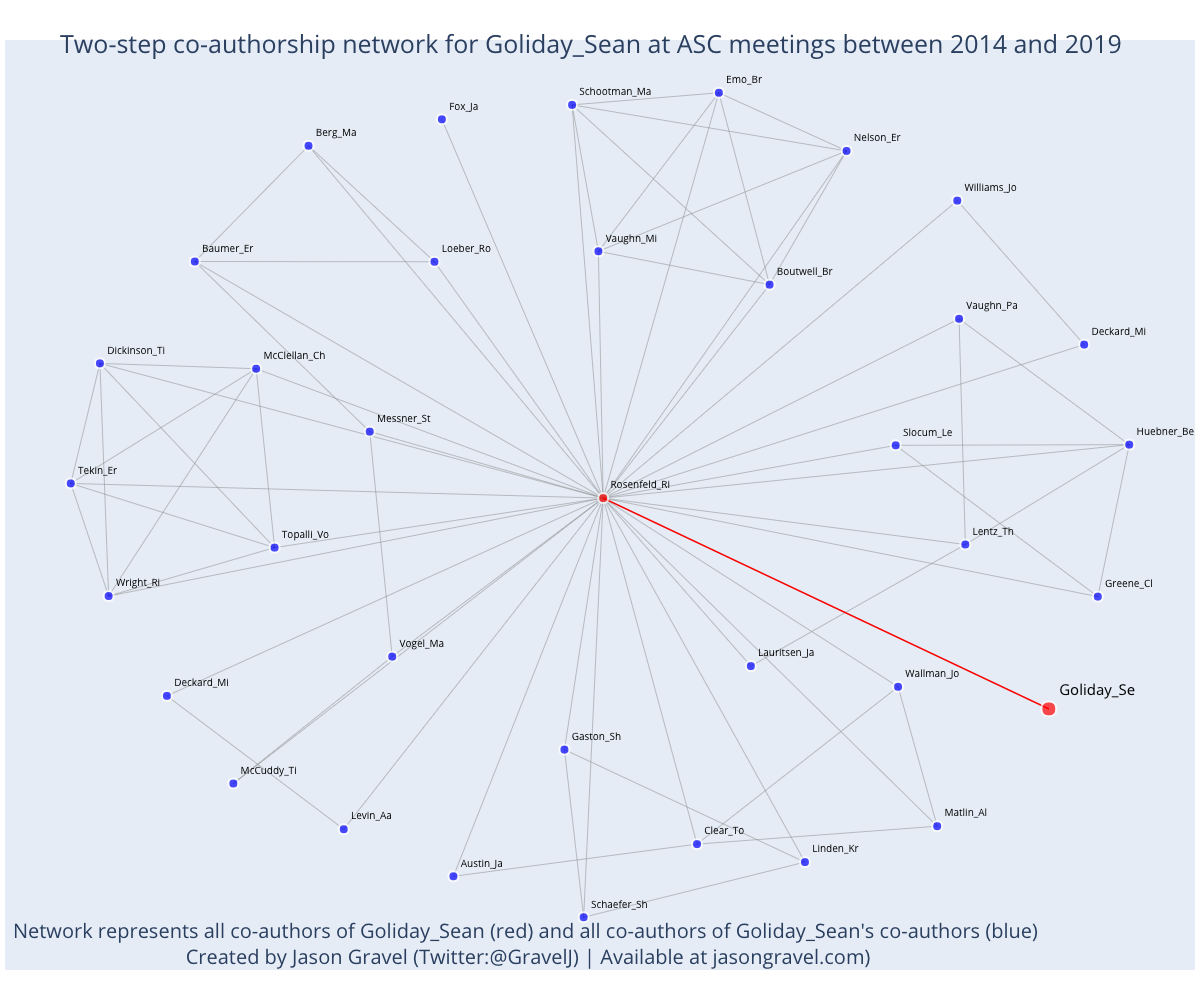 Two-step co-authorship network for Goliday_Sean at ASC meetings between 2014 and 2019
Emo_Br
Schootman_Ma
Fox_Ja
Berg_Ma
Nelson_Er
Williams_Jo
Vaughn_Mi
Baumer_Er
Loeber_Ro
Boutwell_Br
Vaughn_Pa
Deckard_Mi
Dickinson_Ti
McClellan_Ch
Messner_St
Slocum_Le
Huebner_Be
Tekin_Er
Rosenfeld_Ri
Topalli_Vo
Lentz_Th
Wright_Ri
Greene_Cl
Vogel_Ma
Lauritsen_Ja
Wallman_Jo
Deckard_Mi
Goliday_Se
Gaston_Sh
McCuddy_Ti
Levin_Aa
Matlin_Al
Clear_To
Linden_Kr
Austin_Ja
Schaefer_Sh
Network represents all co-authors of Goliday_Sean (red) and all co-authors of Goliday_Sean's co-authors (blue)
Created by Jason Gravel (Twitter:@GravelJ) | Available at jasongravel.com)